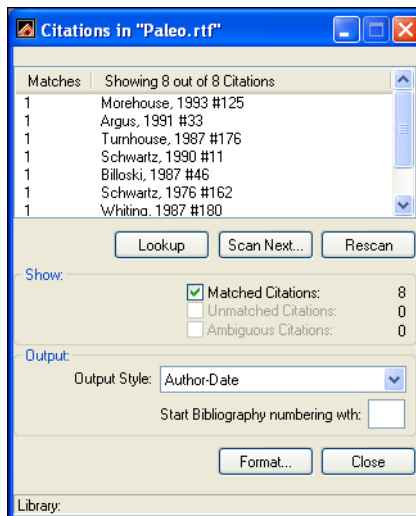 Citations in "Paleo.rtf"
Matches Showing 8 out of 8 Citations
1 Morehouse, 1993 #125
1 Argus, 1991 #33
1 Turnhouse, 1987 #176
1 Schwartz, 1990 #11
1 Billoski, 1987 #46
1 Schwartz, 1976 #162
1 Whiting, 1987 #180
Lookup Scan Next... Rescan
Show:
Matched Citations: 8
Unmatched Citations: 0
Ambiguous Citations: 0
Output:
Output Style: Author-Date
Start Bibliography numbering wth:
Format... Close
Library: